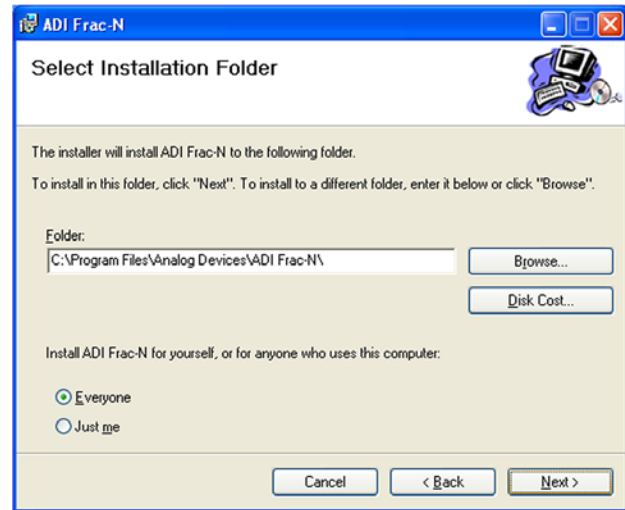 ADI Frac-N
Select Installation Folder
The installer will install ADI Frac-N to the following folder.
To install in this folder, click "Next". To install to a different folder, enter it below or click "Browse".
Folder:
C:\Program Files\Analog Devices\ADI Frac-N\
Browse...
Disk Cost...
Install ADI Frac-N for yourself, or for anyone who uses this computer:
Everyone
Just me
Cancel
< Back
Next >